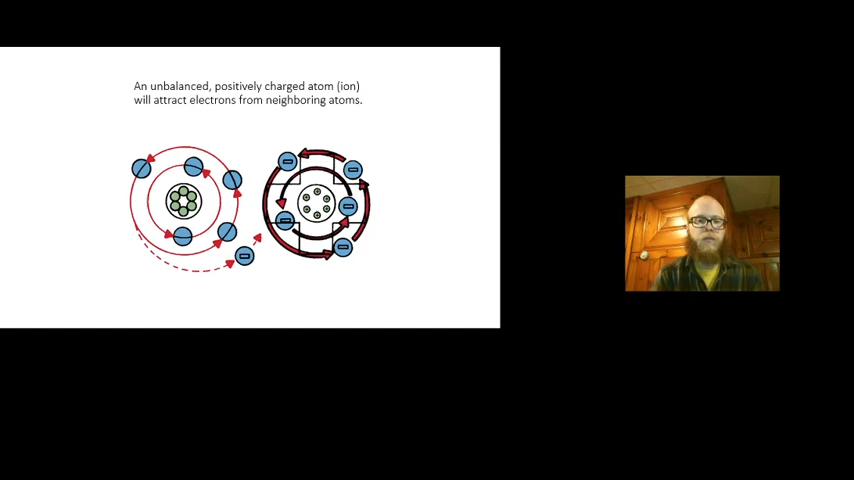 An unbalanced, positively charged atom (ion)
will attract electrons from neighboring atoms.